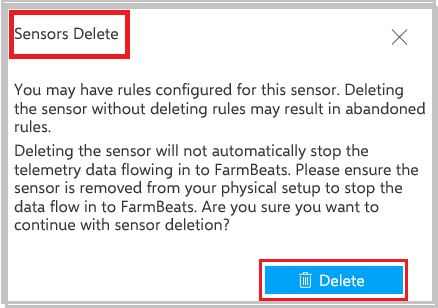 Sensors Delete
You may have rules configured for this sensor. Deleting
the sensor without deleting rules may result in abandoned
rules.
Deleting the sensor will not automatically stop the
telemetry data flowing in to FarmBeats. Please ensure the
sensor is removed from your physical setup to stop the
data flow in to FarmBeats. Are you sure you want to
continue with sensor deletion?
Delete